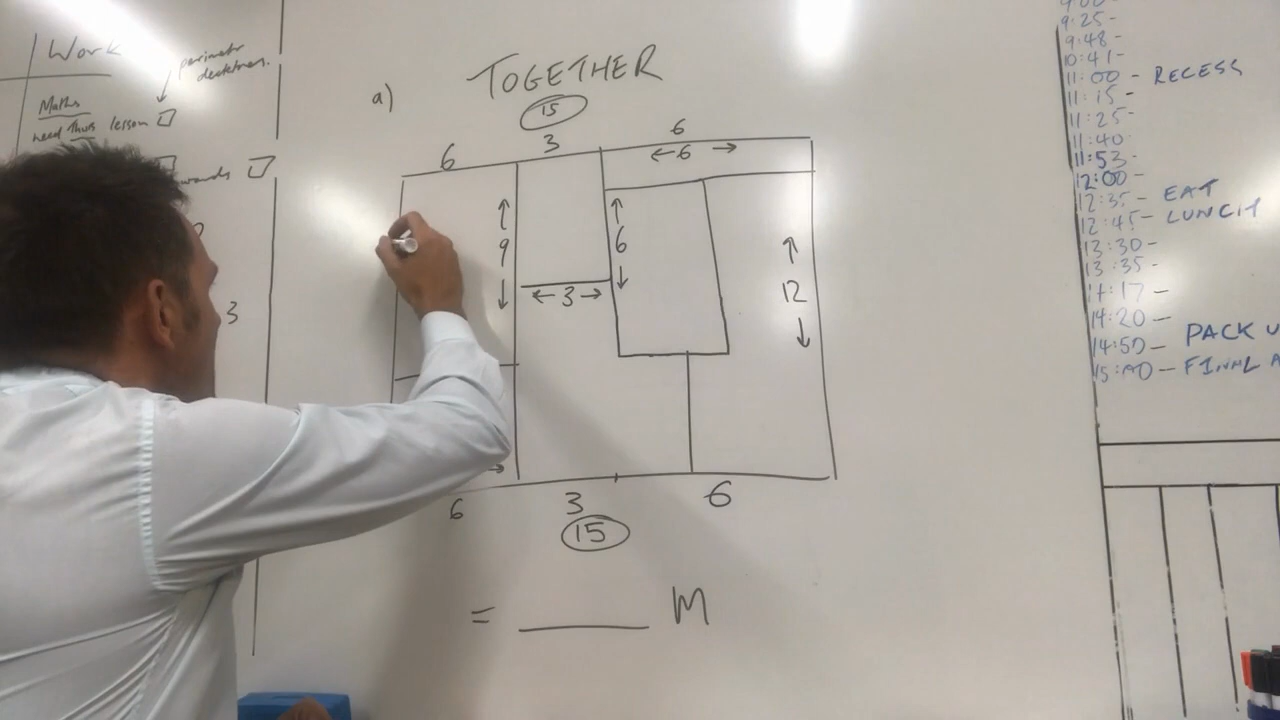 Work
perimeter
Maths
need this lesson
3
TOGETHER
a)
15
6
3
6
←6→
9
6
←3→
12
6
3
6
15
= ____ M
9:25-
9:48-
10:41-
11:00 - RECESS
11:15 -
11:25-
11:40
11:53-
12:00-
12:35- EAT
12:45- LUNCH
13:30-
13:35-
14:17 -
14:20 -
14:50 - PACK U
15:00 - FINAL A